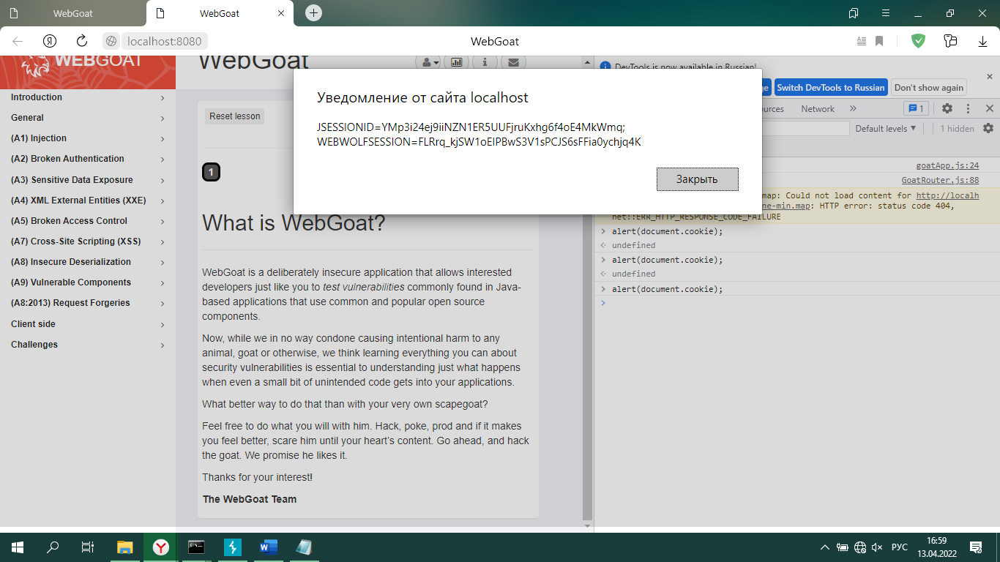 WebGoat
WebGoat
localhost:8080
WebGoat
WEBGOAT
WebGoat
Introduction
General
(A1) Injection
(A2) Broken Authentication
(A3) Sensitive Data Exposure
(A4) XML External Entities (XXE)
(A5) Broken Access Control
(A7) Cross-Site Scripting (XSS)
(A8) Insecure Deserialization
(A9) Vulnerable Components
(A8:2013) Request Forgeries
Client side
Challenges
Reset lesson
1
What is WebGoat?
WebGoat is a deliberately insecure application that allows interested
developers just like you to test vulnerabilities commonly found in Java-
based applications that use common and popular open source
components.
Now, while we in no way condone causing intentional harm to any
animal, goat or otherwise, we think learning everything you can about
security vulnerabilities is essential to understanding just what happens
when even a small bit of unintended code gets into your applications.
What better way to do that than with your very own scapegoat?
Feel free to do what you will with him. Hack, poke, prod and if it makes
you feel better, scare him until your heart’s content. Go ahead, and hack
the goat. We promise he likes it.
Thanks for your interest!
The WebGoat Team
Уведомление от сайта localhost
JSESSIONID=YMp3i24ej9iiNZN1ER5UUFjruKxhg6f4oE4MkWmq;
WEBWOLFSESSION=FLRrq_kjSW1oEIPBwS3V1sPCJS6sFFia0ychjq4K
Закрыть
DevTools is now available in Russian!
Switch DevTools to Russian Don't show again
Network 1
Default levels 1 hidden
goatApp.js:24
GoatRouter.js:88
map: Could not load content for http://localh
ne-min.map: HTTP error: status code 404,
net::ERR_HTTP_RESPONSE_CODE_FAILURE
alert(document.cookie);
undefined
alert(document.cookie);
undefined
alert(document.cookie);
РУС
16:59
13.04.2022